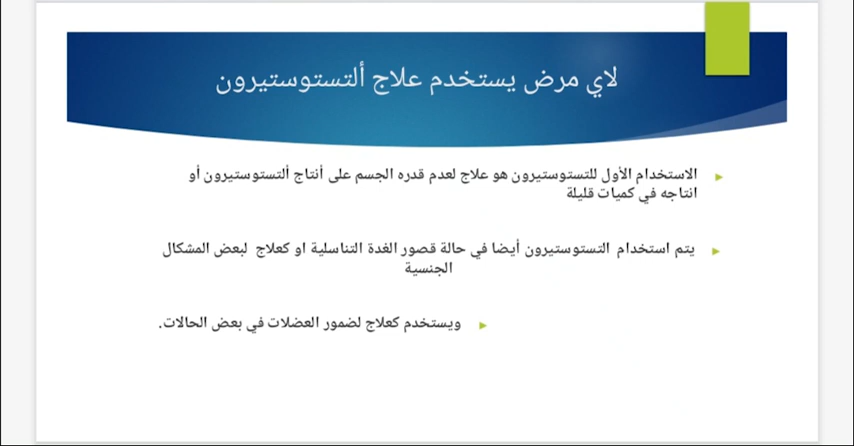 لاي مرض يستخدم علاج ألتستوستيرون
الاستخدام الأول للتستوستيرون هو علاج لعدم قدره الجسم على أنتاج ألتستوستيرون أو
انتاجه في كميات قليلة
يتم استخدام التستوستيرون أيضا في حالة قصور الغدة التناسلية او كعلاج لبعض المشكال
الجنسية
ويستخدم كعلاج لضمور العضلات في بعض الحالات.